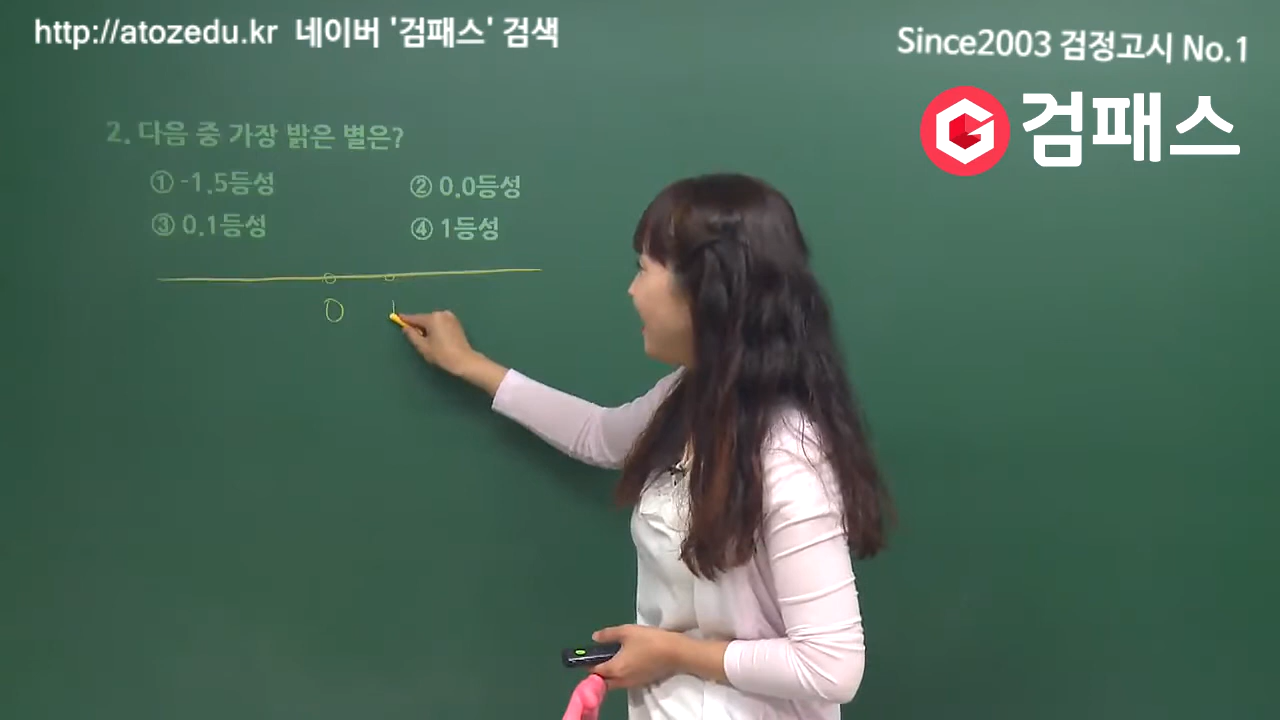 http://atozedu.kr 네이버 '검패스' 검색
Since2003 검정고시 No.1
검패스
2. 다음 중 가장 밝은 별은?
① -1.5등성 ② 0.0등성
③ 0.1등성 ④ 1등성
0 1